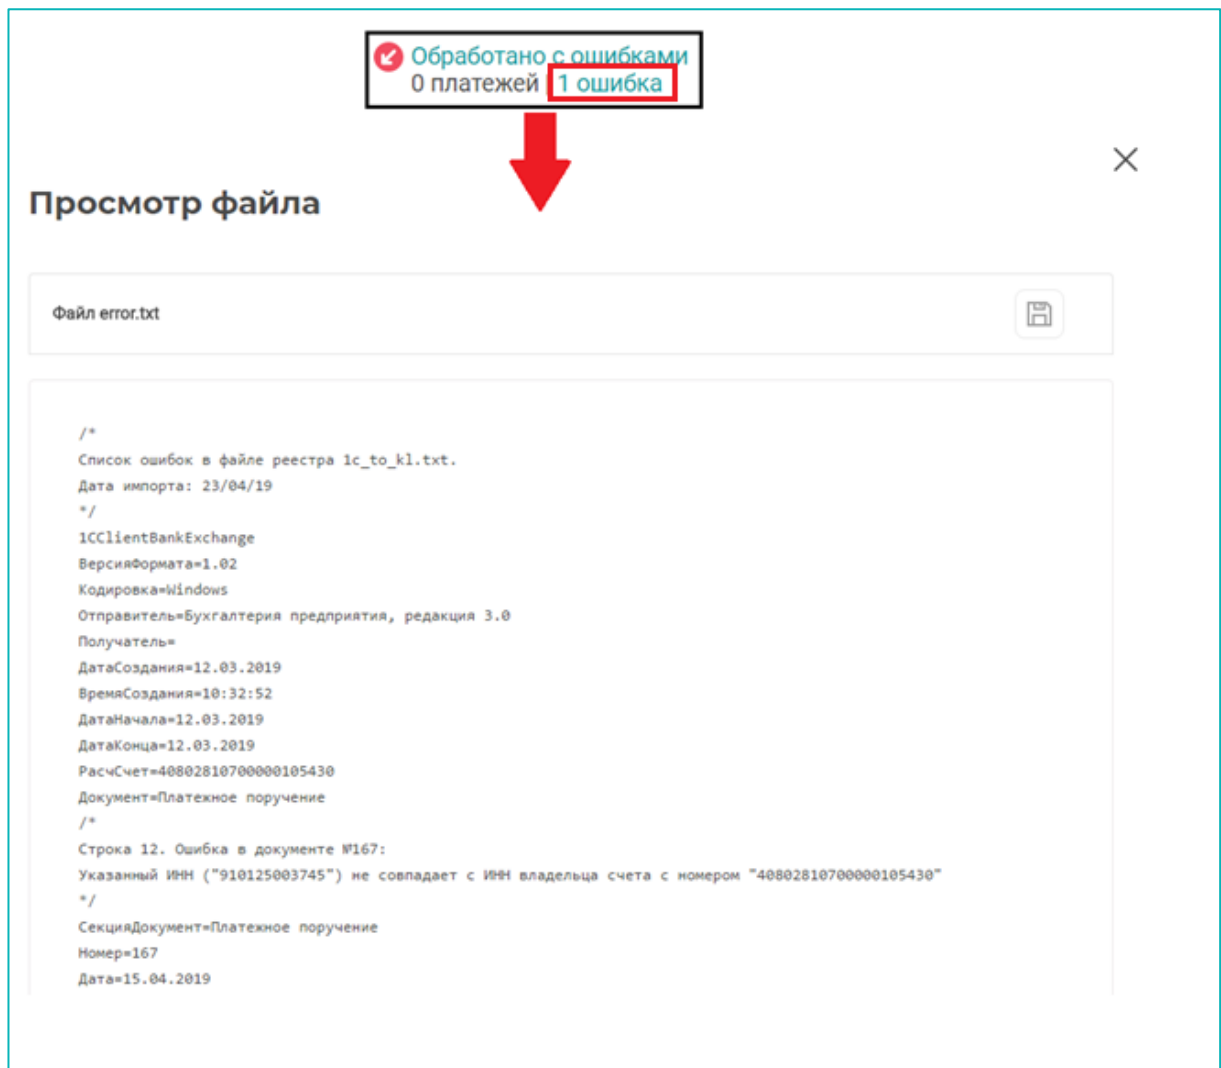 Обработано с ошибками
0 платежей 1 ошибка
Просмотр файла
Файл error.txt
/*
Список ошибок в файле реестра 1c_to_kl.txt.
Дата импорта: 23/04/19
*/
1CClientBankExchange
ВерсияФормата=1.02
Кодировка=Windows
Отправитель=Бухгалтерия предприятия, редакция 3.0
Получатель=
ДатаСоздания=12.03.2019
ВремяСоздания=10:32:52
ДатаНачала=12.03.2019
ДатаКонца=12.03.2019
РасчСчет=40802810700000105430
Документ=Платежное поручение
/*
Строка 12. Ошибка в документе №167:
Указанный ИНН ("910125003745") не совпадает с ИНН владельца счета с номером "40802810700000105430"
*/
СекцияДокумент=Платежное поручение
Номер=167
Дата=15.04.2019